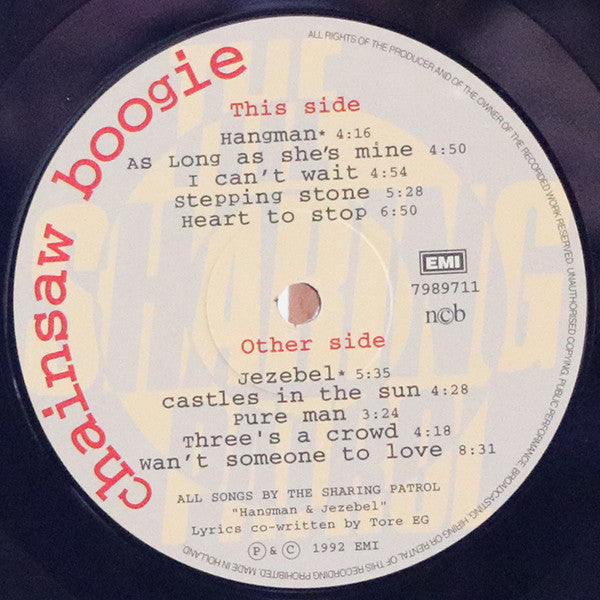 chainsaw boogie
This side
Hangman* 4:16
As Long as she's mine 4:50
I can't wait 4:54
Stepping stone 5:28
Heart to stop 6:50
EMI
7989711
n©b
Other side
Jezebel* 5:35
Castles in the sun 4:28
Pure man 3:24
Three's a crowd 4:18
Wan't someone to love 8:31
ALL SONGS BY THE SHARING PATROL
"Hangman & Jezebel"
Lyrics co-written by Tore EG
Ⓟ & © 1992 EMI
ALL RIGHTS OF THE PRODUCER AND OF THE OWNER OF THE RECORDED WORK RESERVED. UNAUTHORISED COPYING, PUBLIC PERFORMANCE, BROADCASTING, HIRING OR RENTAL OF THIS RECORDING PROHIBITED. MADE IN HOLLAND
THE
SHARING
PATROL